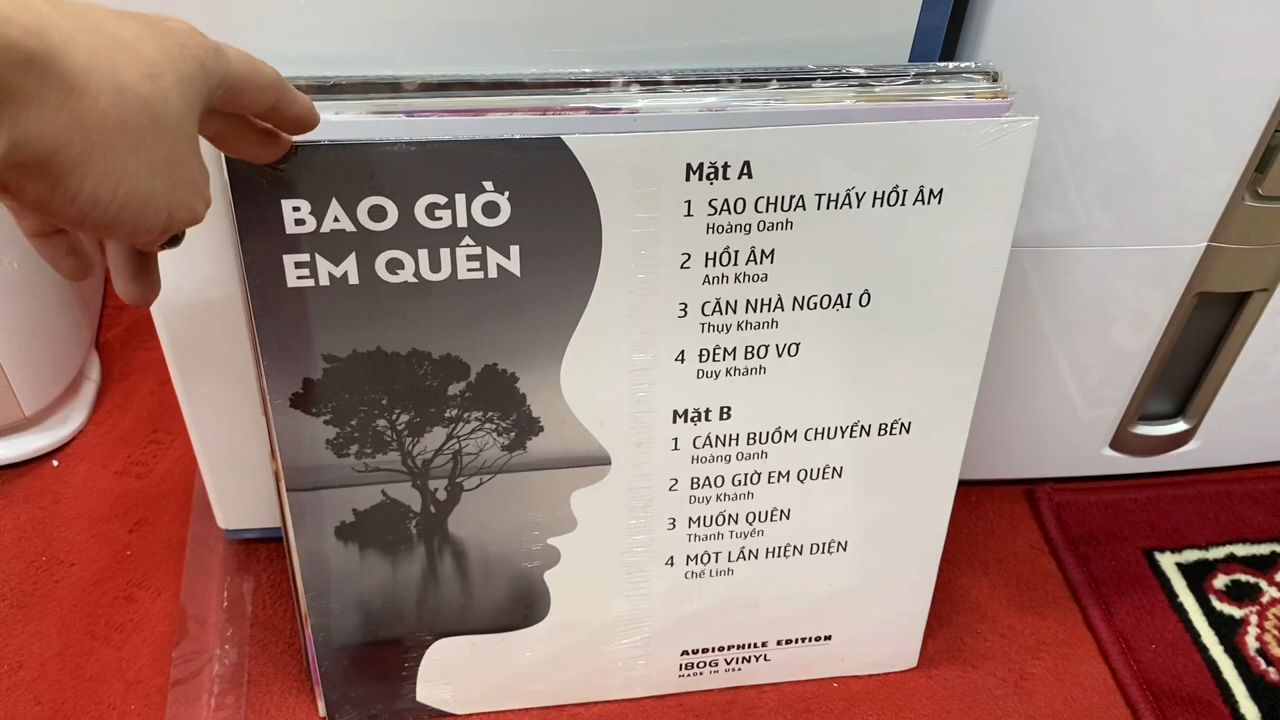 BAO GIỜ
EM QUÊN
Mặt A
1 SAO CHƯA THẤY HỒI ÂM
Hoàng Oanh
2 HỒI ÂM
Anh Khoa
3 CĂN NHÀ NGOẠI Ô
Thụy Khanh
4 ĐÊM BƠ VƠ
Duy Khánh
Mặt B
1 CÁNH BUỒM CHUYỂN BẾN
Hoàng Oanh
2 BAO GIỜ EM QUÊN
Duy Khánh
3 MUỐN QUÊN
Thanh Tuyền
4 MỘT LẦN HIỆN DIỆN
Chế Linh
AUDIOPHILE EDITION
180G VINYL
MADE IN USA